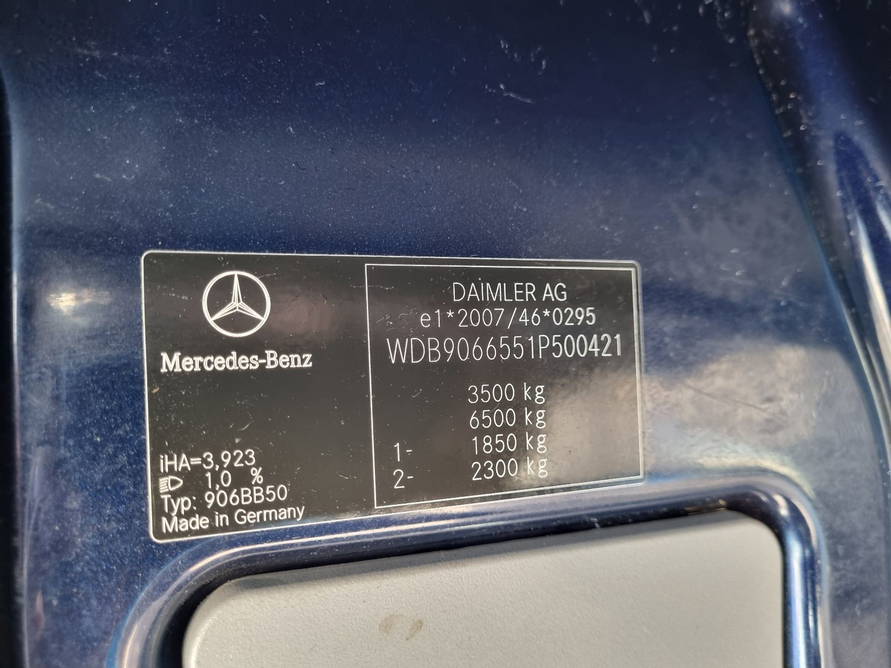 Mercedes-Benz
iHA=3,923
1,0 %
Typ: 906BB50
Made in Germany
DAIMLER AG
e1*2007/46*0295
WDB9066551P500421
3500 kg
6500 kg
1- 1850 kg
2- 2300 kg